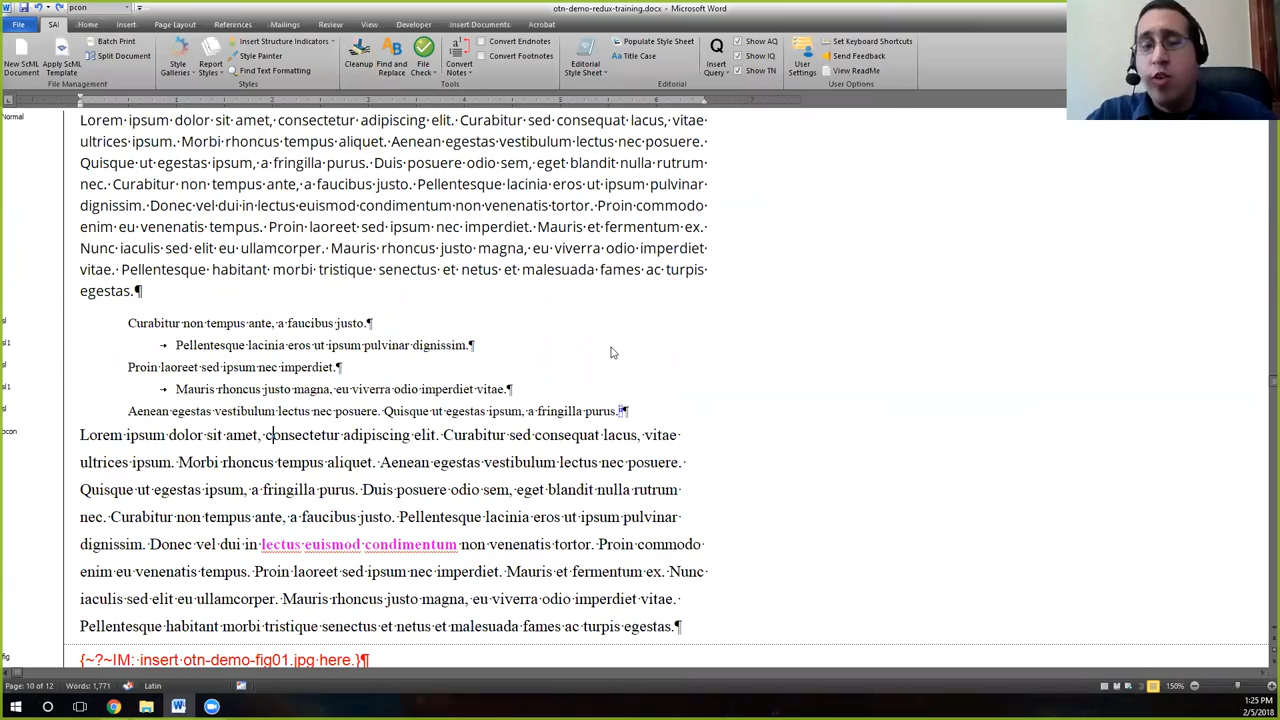 pcon
otn-demo-redux-training.docx - Microsoft Word
File SAI Home Insert Page Layout References Mailings Review View Developer Insert Documents Acrobat
Batch Print
Split Document
New ScML Document
Apply ScML Template
File Management
Style Galleries
Report Styles
Insert Structure Indicators
Style Painter
Find Text Formatting
Styles
Cleanup
Find and Replace
File Check
Convert Notes
Convert Endnotes
Convert Footnotes
Tools
Editorial Style Sheet
Populate Style Sheet
Title Case
Insert Query
Show AQ
Show IQ
Show TN
Editorial
User Settings
Set Keyboard Shortcuts
Send Feedback
View ReadMe
User Options
1 2 3 4 5 6
Normal
Lorem·ipsum·dolor·sit·amet,·consectetur·adipiscing·elit.·Curabitur·sed·consequat·lacus,·vitae·
ultrices·ipsum.·Morbi·rhoncus·tempus·aliquet.·Aenean·egestas·vestibulum·lectus·nec·posuere.·
Quisque·ut·egestas·ipsum,·a·fringilla·purus.·Duis·posuere·odio·sem,·eget·blandit·nulla·rutrum·
nec.·Curabitur·non·tempus·ante,·a·faucibus·justo.·Pellentesque·lacinia·eros·ut·ipsum·pulvinar·
dignissim.·Donec·vel·dui·in·lectus·euismod·condimentum·non·venenatis·tortor.·Proin·commodo·
enim·eu·venenatis·tempus.·Proin·laoreet·sed·ipsum·nec·imperdiet.·Mauris·et·fermentum·ex.·
Nunc·iaculis·sed·elit·eu·ullamcorper.·Mauris·rhoncus·justo·magna,·eu·viverra·odio·imperdiet·
vitae.·Pellentesque·habitant·morbi·tristique·senectus·et·netus·et·malesuada·fames·ac·turpis·
egestas.¶
sl
Curabitur·non·tempus·ante,·a·faucibus·justo.¶
sl1
→ Pellentesque·lacinia·eros·ut·ipsum·pulvinar·dignissim.¶
sl
Proin·laoreet·sed·ipsum·nec·imperdiet.¶
sl1
→ Mauris·rhoncus·justo·magna,·eu·viverra·odio·imperdiet·vitae.¶
sl
Aenean·egestas·vestibulum·lectus·nec·posuere.·Quisque·ut·egestas·ipsum,·a·fringilla·purus.¶
pcon
Lorem·ipsum·dolor·sit·amet,·consectetur·adipiscing·elit.·Curabitur·sed·consequat·lacus,·vitae·
ultrices·ipsum.·Morbi·rhoncus·tempus·aliquet.·Aenean·egestas·vestibulum·lectus·nec·posuere.·
Quisque·ut·egestas·ipsum,·a·fringilla·purus.·Duis·posuere·odio·sem,·eget·blandit·nulla·rutrum·
nec.·Curabitur·non·tempus·ante,·a·faucibus·justo.·Pellentesque·lacinia·eros·ut·ipsum·pulvinar·
dignissim.·Donec·vel·dui·in·lectus·euismod·condimentum·non·venenatis·tortor.·Proin·commodo·
enim·eu·venenatis·tempus.·Proin·laoreet·sed·ipsum·nec·imperdiet.·Mauris·et·fermentum·ex.·Nunc·
iaculis·sed·elit·eu·ullamcorper.·Mauris·rhoncus·justo·magna,·eu·viverra·odio·imperdiet·vitae.·
Pellentesque·habitant·morbi·tristique·senectus·et·netus·et·malesuada·fames·ac·turpis·egestas.¶
fig
{~?~IM:·insert·otn-demo-fig01.jpg·here.}¶
Page: 10 of 12 Words: 1,771 Latin 150%
1:25 PM
2/5/2018